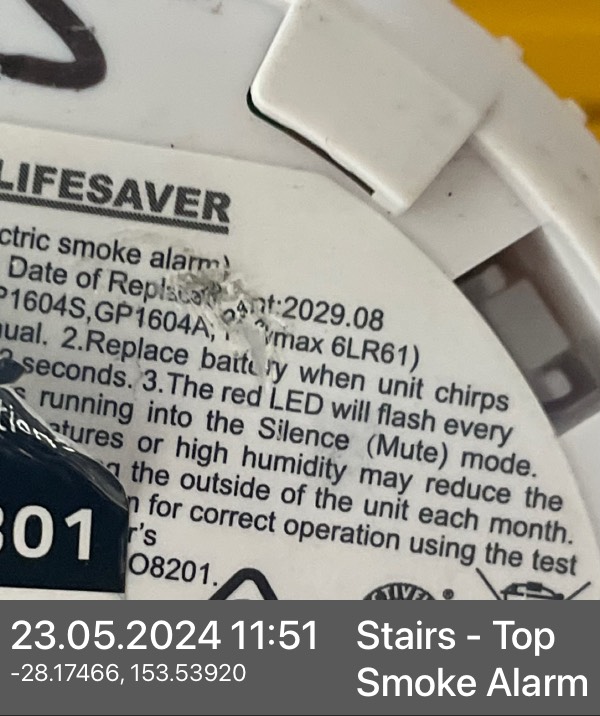 LIFESAVER
ctric smoke alarm)
Date of Replacement:2029.08
P1604S,GP1604A, ymax 6LR61)
ual. 2.Replace battery when unit chirps
seconds. 3.The red LED will flash every
running into the Silence (Mute) mode.
atures or high humidity may reduce the
the outside of the unit each month.
n for correct operation using the test
r's
O8201.
301
23.05.2024 11:51
-28.17466, 153.53920
Stairs - Top
Smoke Alarm